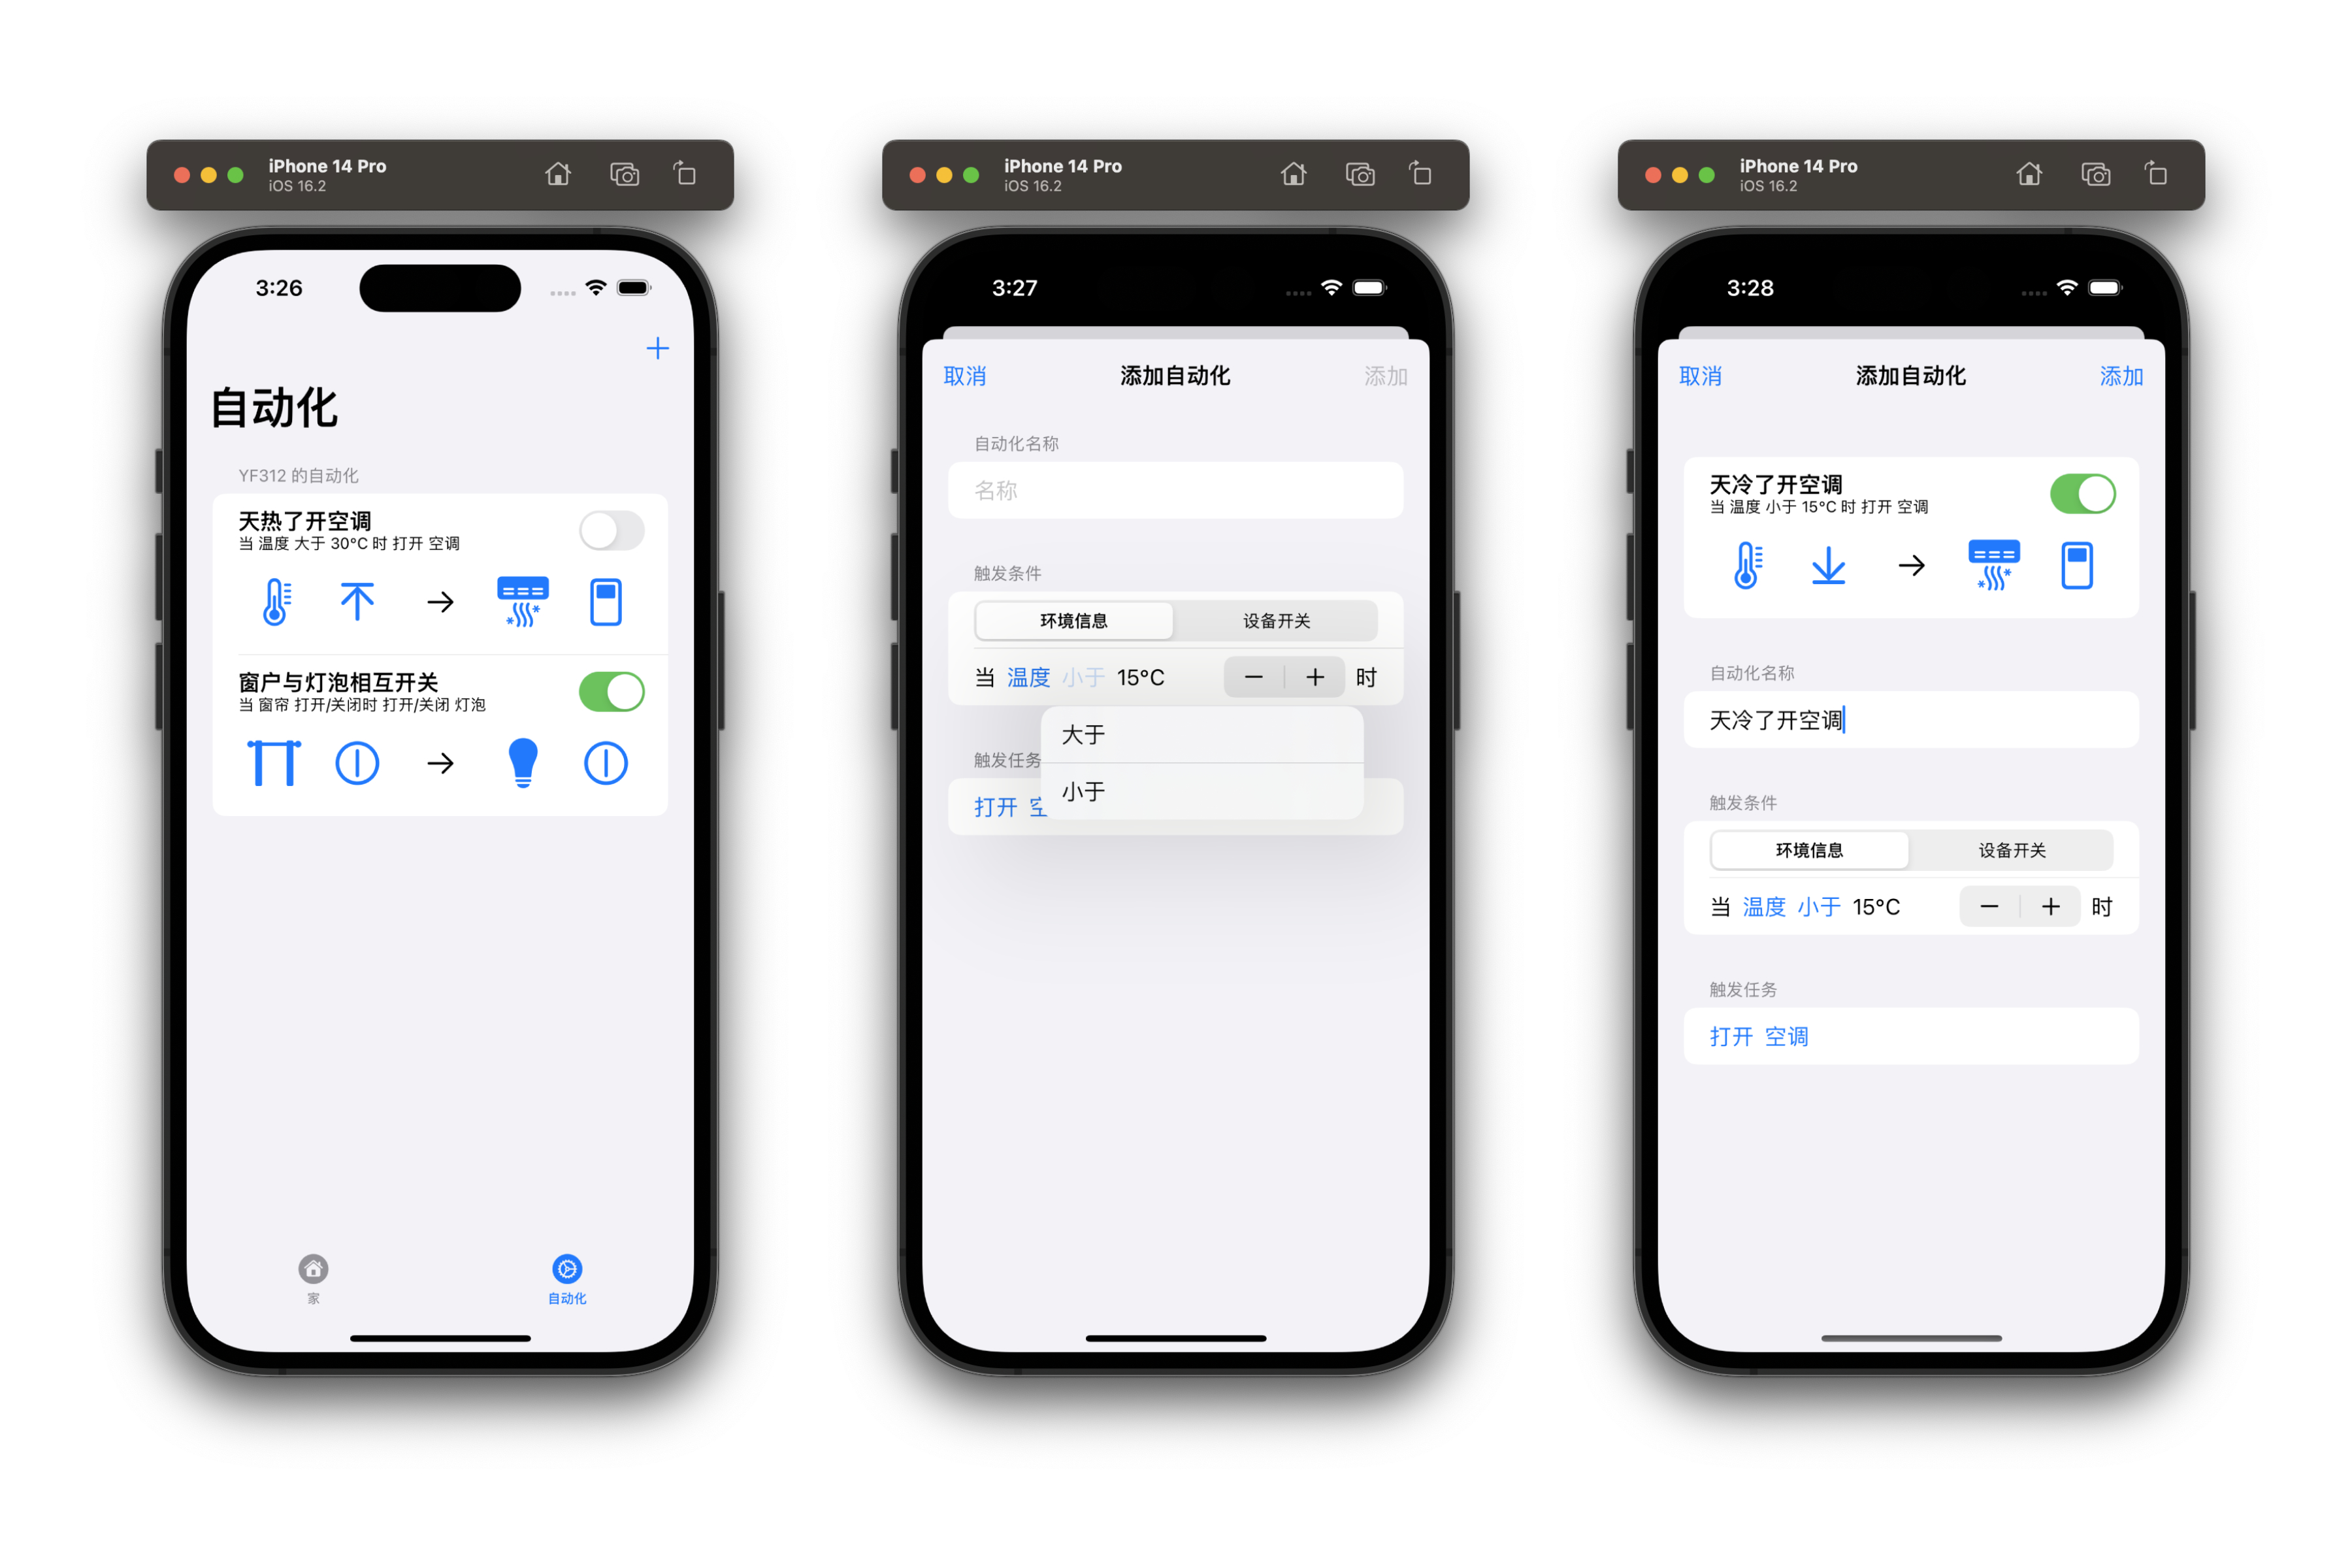 iPhone 14 Pro
iOS 16.2
3:26
自动化
YF312 的自动化
天热了开空调
当 温度 大于 30°C 时 打开 空调
窗户与灯泡相互开关
当 窗帘 打开/关闭时 打开/关闭 灯泡
家
自动化
iPhone 14 Pro
iOS 16.2
3:27
取消 添加自动化 添加
自动化名称
名称
触发条件
环境信息 设备开关
当 温度 小于 15°C 时
大于
小于
触发任务
打开
iPhone 14 Pro
iOS 16.2
3:28
取消 添加自动化 添加
天冷了开空调
当 温度 小于 15°C 时 打开 空调
自动化名称
天冷了开空调
触发条件
环境信息 设备开关
当 温度 小于 15°C 时
触发任务
打开 空调